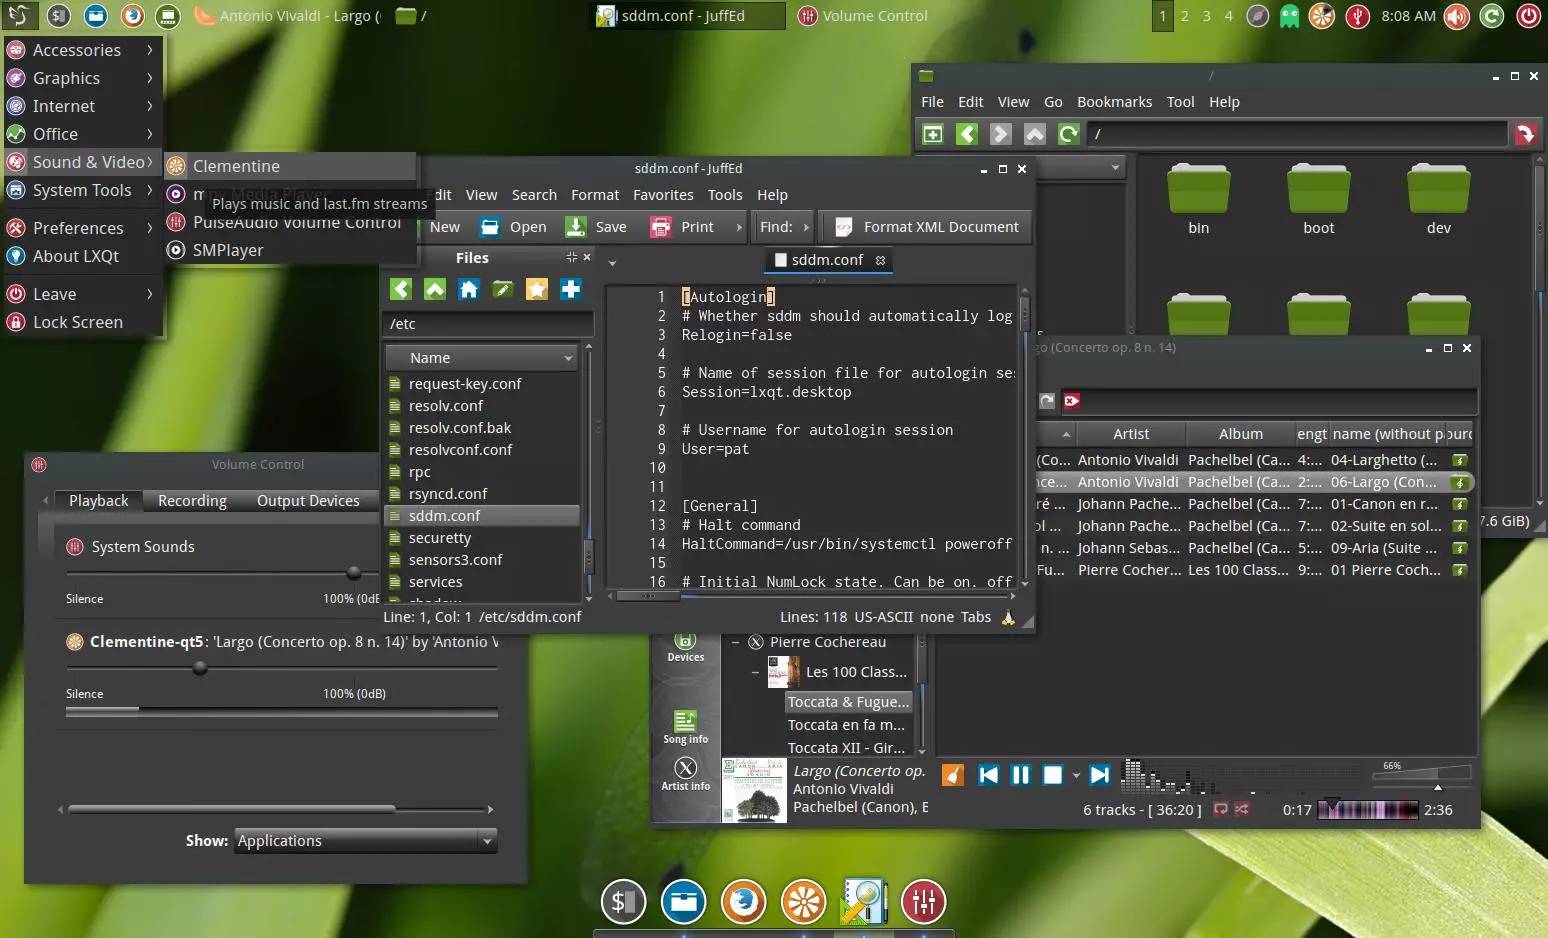 Antonio Vivaldi - Largo (
/
sddm.conf - JuffEd
Volume Control
1 2 3 4
8:08 AM
Accessories
Graphics
Internet
Office
Sound & Video
System Tools
Preferences
About LXQt
Leave
Lock Screen
Clementine
mpv Media Player
Plays music and last.fm streams
PulseAudio Volume Control
SMPlayer
/
File Edit View Go Bookmarks Tool Help
/
bin boot dev
7.6 GiB)
sddm.conf - JuffEd
dit View Search Format Favorites Tools Help
New Open Save Print Find: Format XML Document
Files
/etc
Name
request-key.conf
resolv.conf
resolv.conf.bak
resolvconf.conf
rpc
rsyncd.conf
sddm.conf
securetty
sensors3.conf
services
sddm.conf
1 [Autologin]
2 # Whether sddm should automatically log
3 Relogin=false
4
5 # Name of session file for autologin se
6 Session=lxqt.desktop
7
8 # Username for autologin session
9 User=pat
10
11
12 [General]
13 # Halt command
14 HaltCommand=/usr/bin/systemctl poweroff
15
16 # Initial NumLock state. Can be on, off
Line: 1, Col: 1 /etc/sddm.conf
Lines: 118 US-ASCII none Tabs
Volume Control
Playback Recording Output Devices
System Sounds
Silence 100% (0dB
Clementine-qt5: 'Largo (Concerto op. 8 n. 14)' by 'Antonio V
Silence 100% (0dB)
Show: Applications
go (Concerto op. 8 n. 14)
Artist Album engt name (without p ourc
(Co... Antonio Vivaldi Pachelbel (Ca... 4:... 04-Larghetto (...
nce... Antonio Vivaldi Pachelbel (Ca... 2:... 06-Largo (Con...
ré ... Johann Pache... Pachelbel (Ca... 7:... 01-Canon en r...
ol ... Johann Pache... Pachelbel (Ca... 7:... 02-Suite en sol...
n. ... Johann Sebas... Pachelbel (Ca... 5:... 09-Aria (Suite ...
Fu... Pierre Cocher... Les 100 Class... 9:... 01 Pierre Coch...
Devices
Song info
Artist info
Pierre Cochereau
Les 100 Class...
Toccata & Fugue...
Toccata en fa m...
Toccata XII - Gir...
Largo (Concerto op.
Antonio Vivaldi
Pachelbel (Canon), E
66%
6 tracks - [ 36:20 ]
0:17 2:36